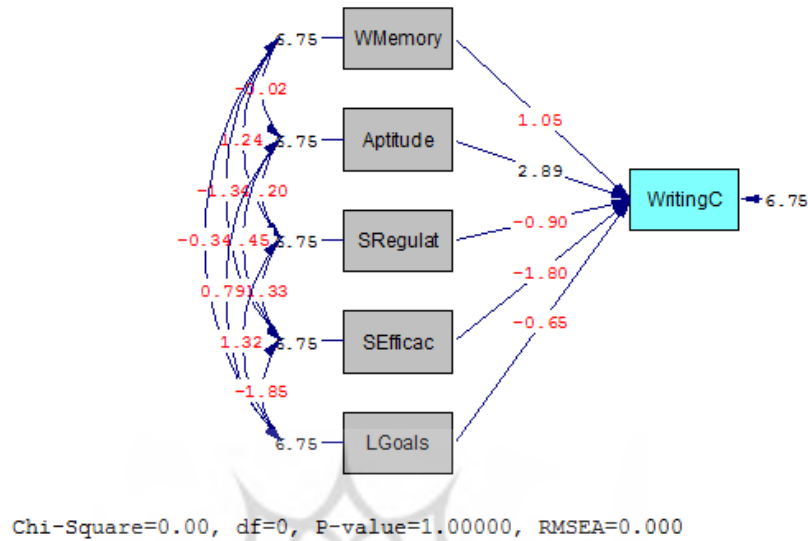 6.75 WMemory
-0.02
1.05
1.24 6.75 Aptitude 2.89
WritingC 6.75
-1.34 .20
-0.90
-0.34 .45 6.75 SRegulat
-1.80
0.79 1.33
-0.65
1.32 6.75 SEfficac
-1.85
6.75 LGoals
Chi-Square=0.00, df=0, P-value=1.00000, RMSEA=0.000